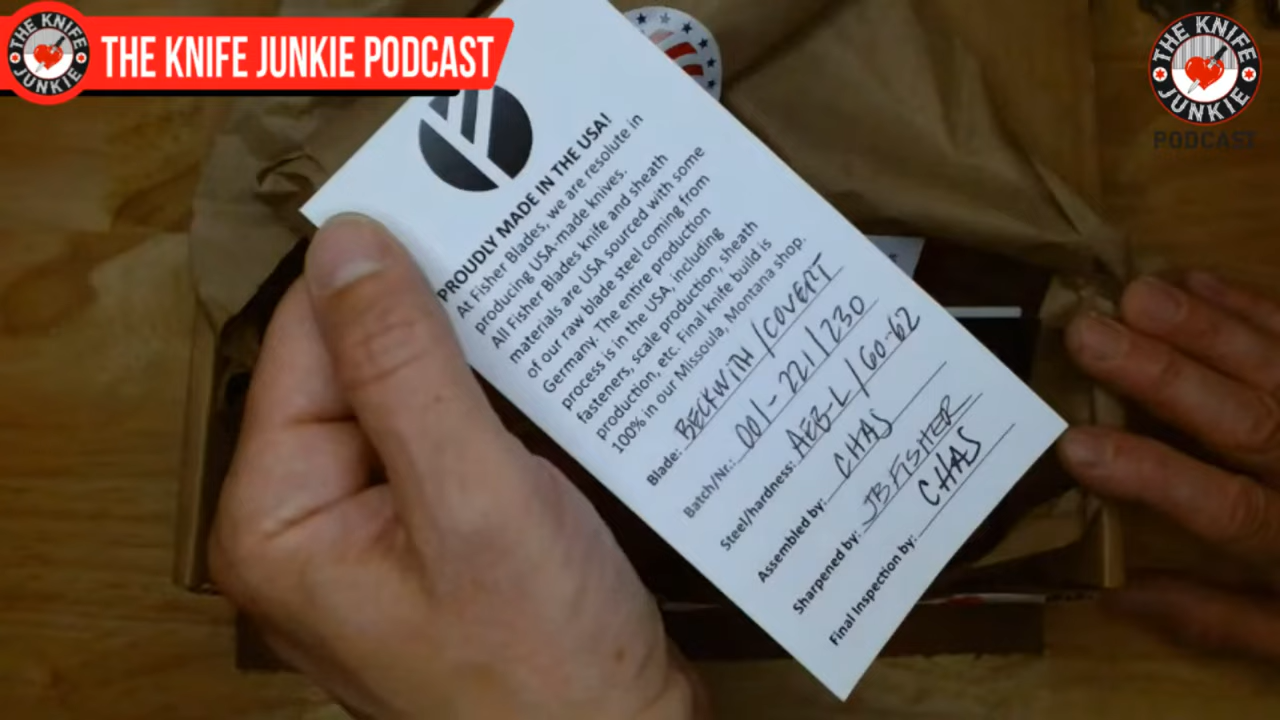 THE KNIFE JUNKIE
THE KNIFE JUNKIE PODCAST
THE KNIFE JUNKIE
PODCAST
PROUDLY MADE IN THE USA!
At Fisher Blades, we are resolute in
producing USA-made knives.
All Fisher Blades knife and sheath
materials are USA sourced with some
of our raw blade steel coming from
Germany. The entire production
process is in the USA, including
fasteners, scale production, sheath
production, etc. Final knife build is
100% in our Missoula, Montana shop.
Blade: BECKWITH/COVERT
Batch/Nr.: 001-221/230
Steel/hardness: AEB-L/60-62
Assembled by: CHAS
Sharpened by: JB FISHER
Final Inspection by: CHAS